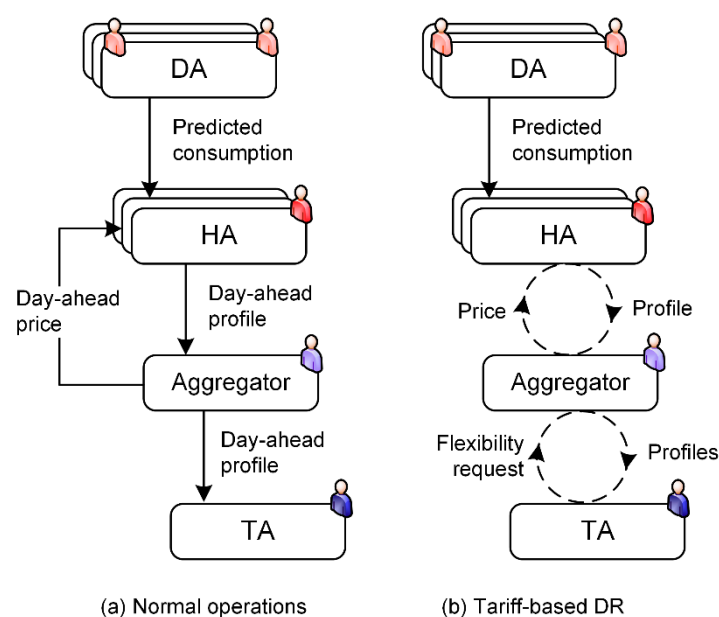 DA
Predicted
consumption
HA
Day-ahead
price
Day-ahead
profile
Aggregator
Day-ahead
profile
TA
(a) Normal operations
DA
Predicted
consumption
HA
Price
Profile
Aggregator
Flexibility
request
Profiles
TA
(b) Tariff-based DR